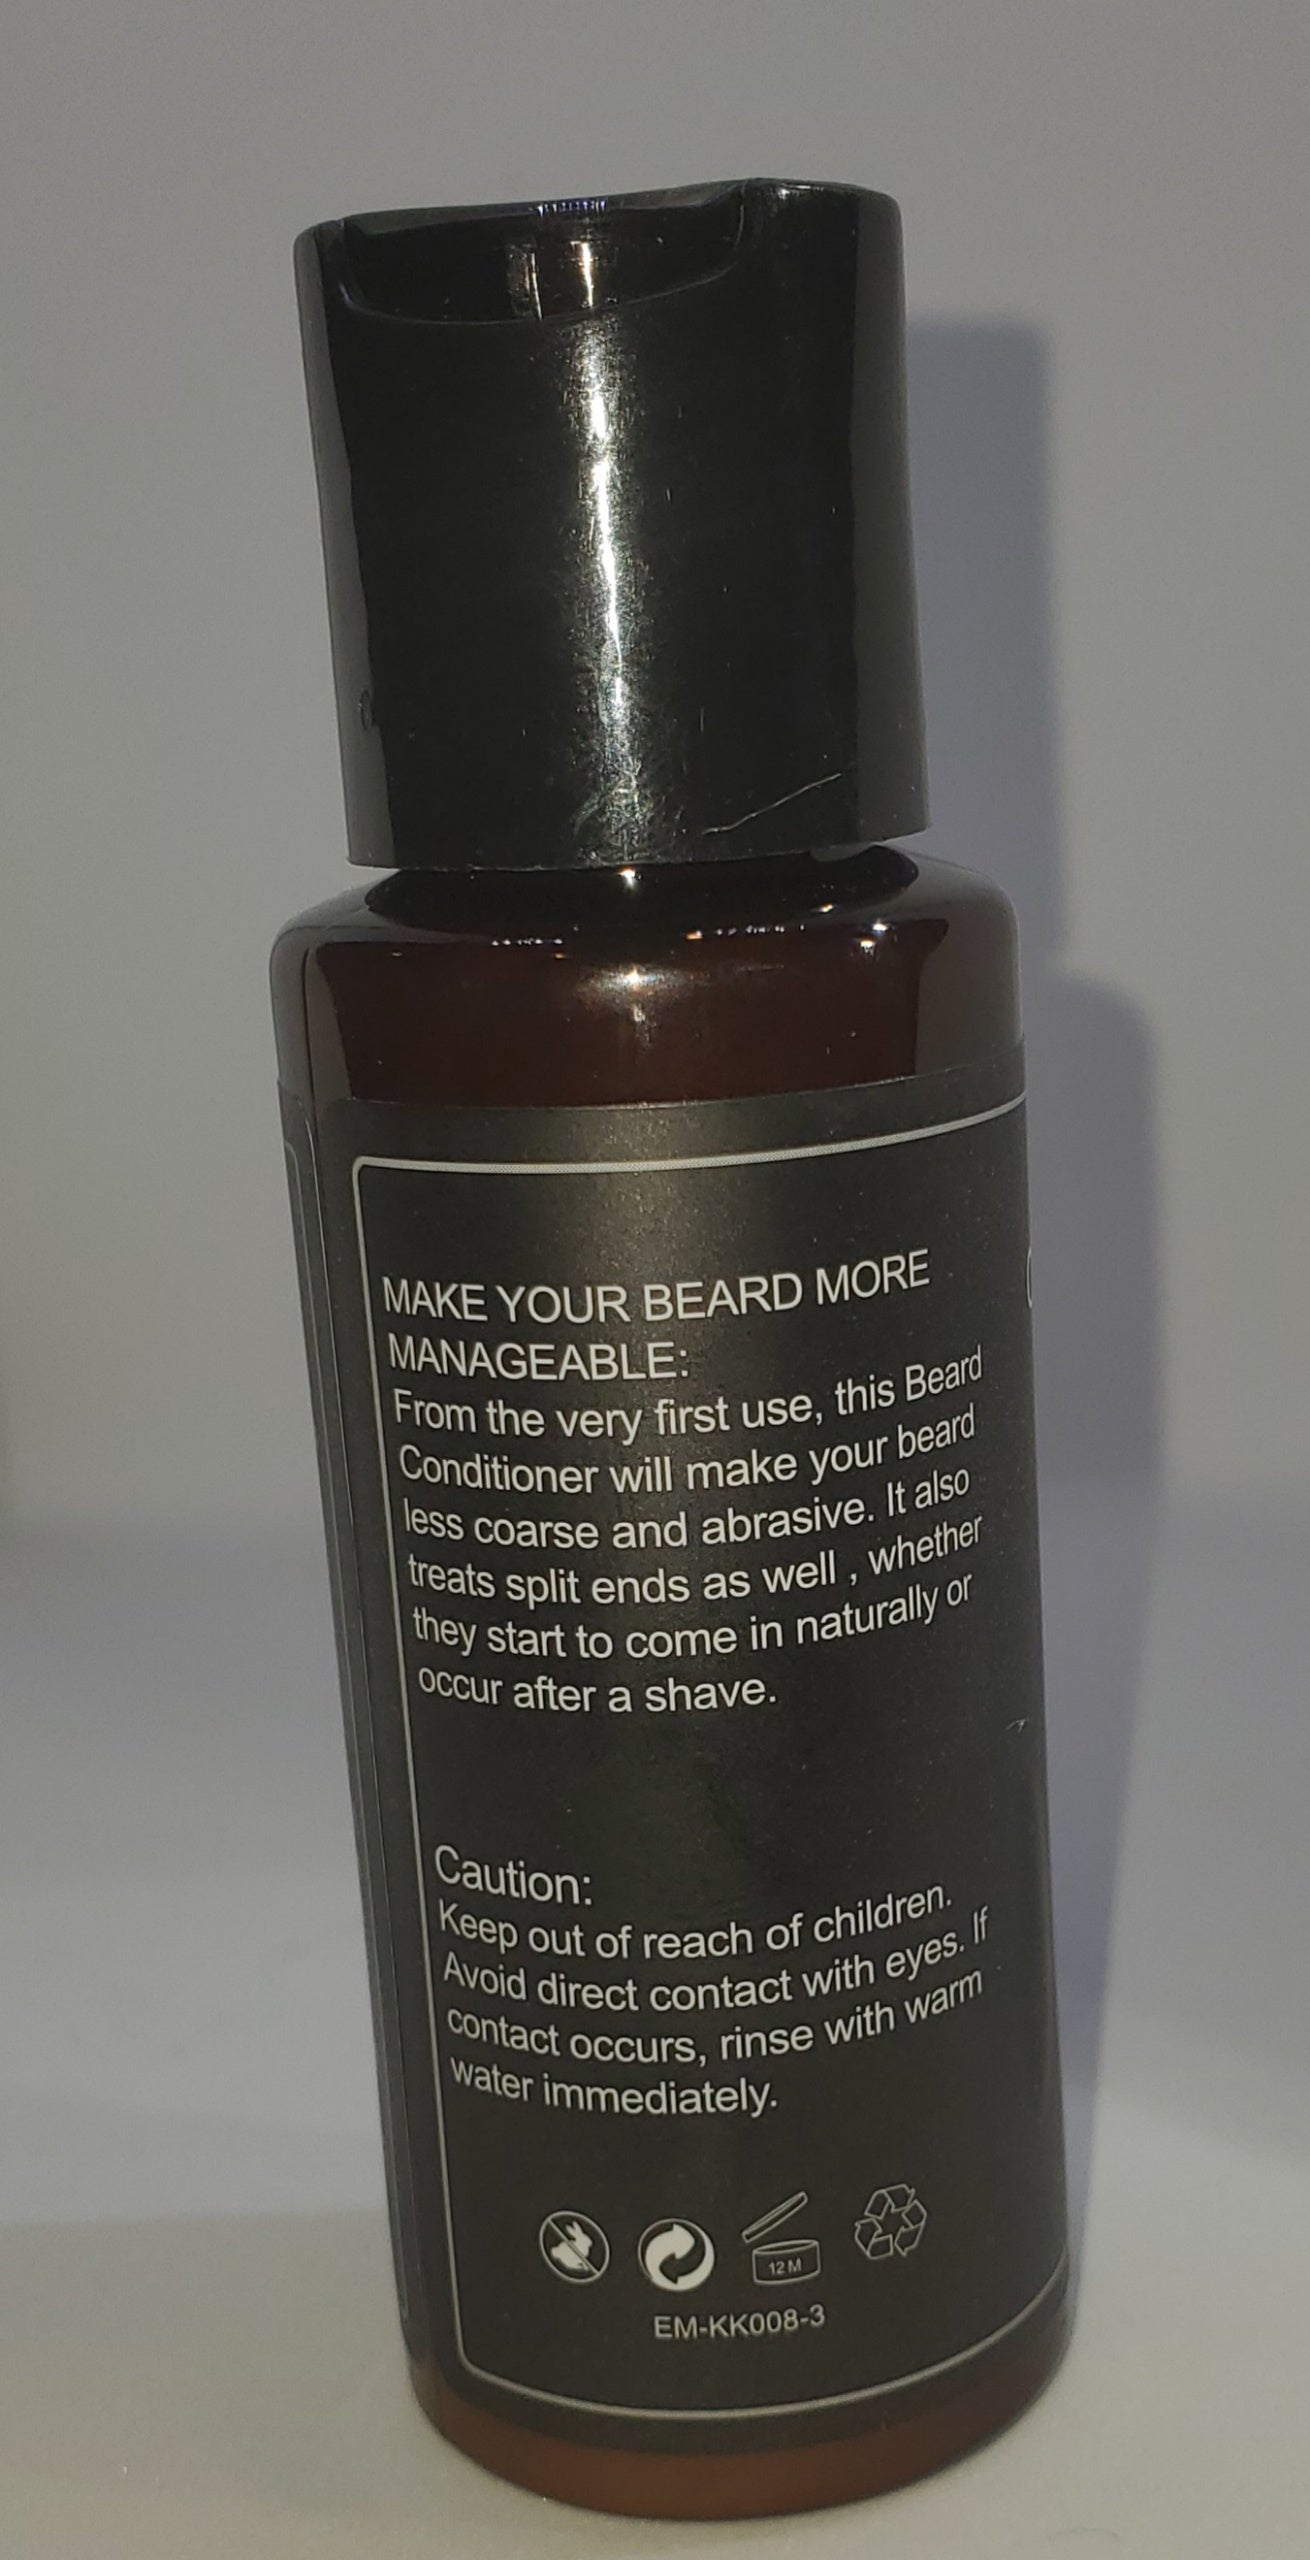 MAKE YOUR BEARD MORE
MANAGEABLE:
From the very first use, this Beard
Conditioner will make your beard
less coarse and abrasive. It also
treats split ends as well , whether
they start to come in naturally or
occur after a shave.
Caution:
Keep out of reach of children.
Avoid direct contact with eyes. If
contact occurs, rinse with warm
water immediately.
12 M
EM-KK008-3